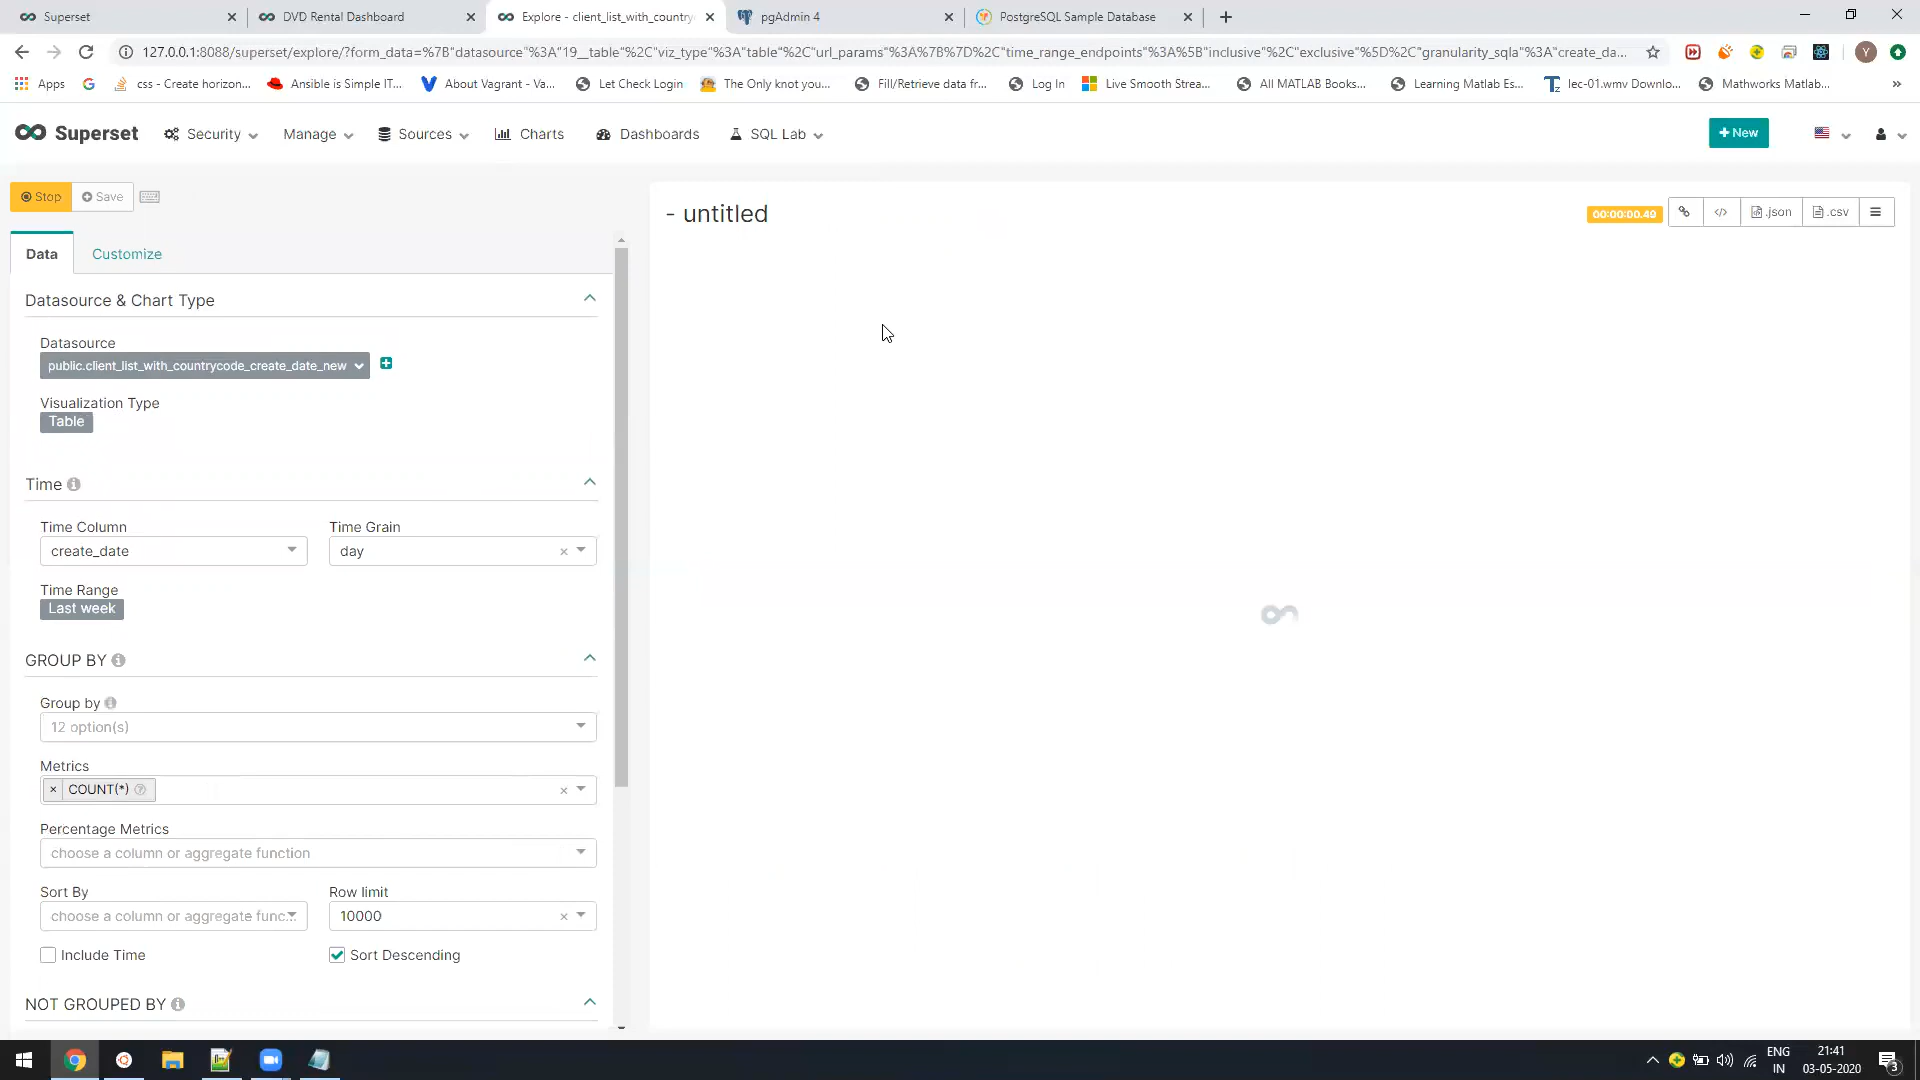 Superset
DVD Rental Dashboard
Explore - client_list_with_country
pgAdmin 4
PostgreSQL Sample Database
127.0.0.1:8088/superset/explore/?form_data=%7B"datasource"%3A"19__table"%2C"viz_type"%3A"table"%2C"url_params"%3A%7B%7D%2C"time_range_endpoints"%3A%5B"inclusive"%2C"exclusive"%5D%2C"granularity_sqla"%3A"create_da...
Y
Apps
css - Create horizon...
Ansible is Simple IT...
About Vagrant - Va...
Let Check Login
The Only knot you...
Fill/Retrieve data fr...
Log In
Live Smooth Strea...
All MATLAB Books...
Learning Matlab Es...
lec-01.wmv Downlo...
Mathworks Matlab...
»
Superset
Security
Manage
Sources
Charts
Dashboards
SQL Lab
+ New
Stop
Save
- untitled
00:00:00.49
</>
.json
.csv
Data
Customize
Datasource & Chart Type
Datasource
public.client_list_with_countrycode_create_date_new
Visualization Type
Table
Time
Time Column
Time Grain
create_date
day
Time Range
Last week
GROUP BY
Group by
12 option(s)
Metrics
× COUNT(*)
Percentage Metrics
choose a column or aggregate function
Sort By
Row limit
choose a column or aggregate func...
10000
Include Time
Sort Descending
NOT GROUPED BY
ENG
IN
21:41
03-05-2020
3